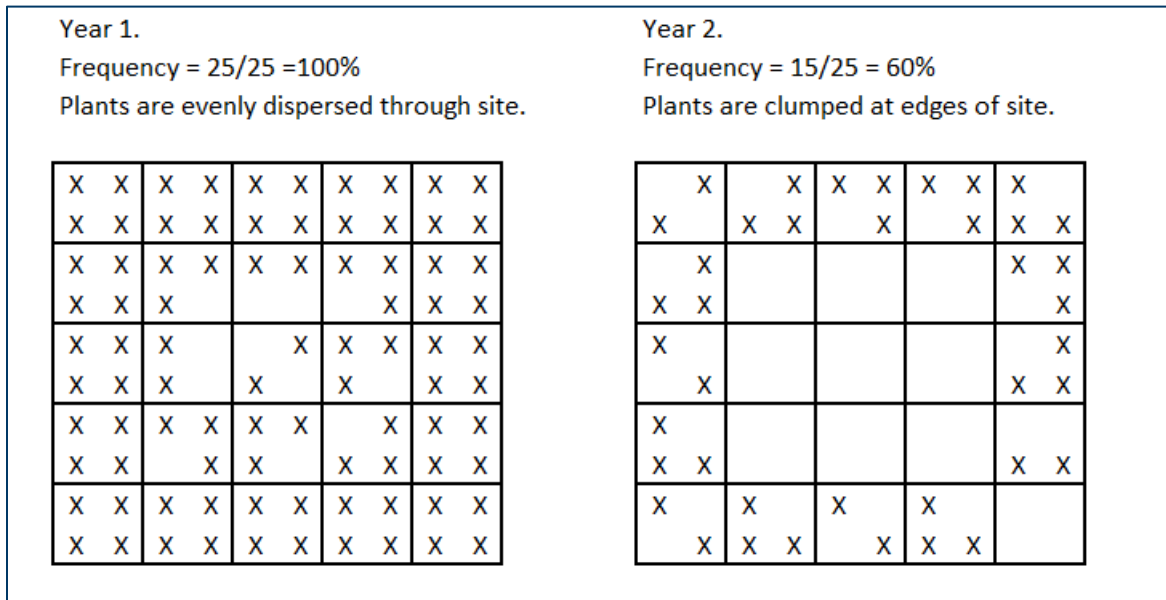 Year 1.
Frequency = 25/25 =100%
Plants are evenly dispersed through site.
X X X X X X X X X X
X X X X X X X X X X
X X X X X X X X X X
X X X X X X
X X X X X X X X
X X X X X X X
X X X X X X X X X
X X X X X X X X
X X X X X X X X X X
X X X X X X X X X X
Year 2.
Frequency = 15/25 = 60%
Plants are clumped at edges of site.
X X X X X X X
X X X X X X X
X X X
X X X
X X
X X X
X
X X X X
X X X X
X X X X X X